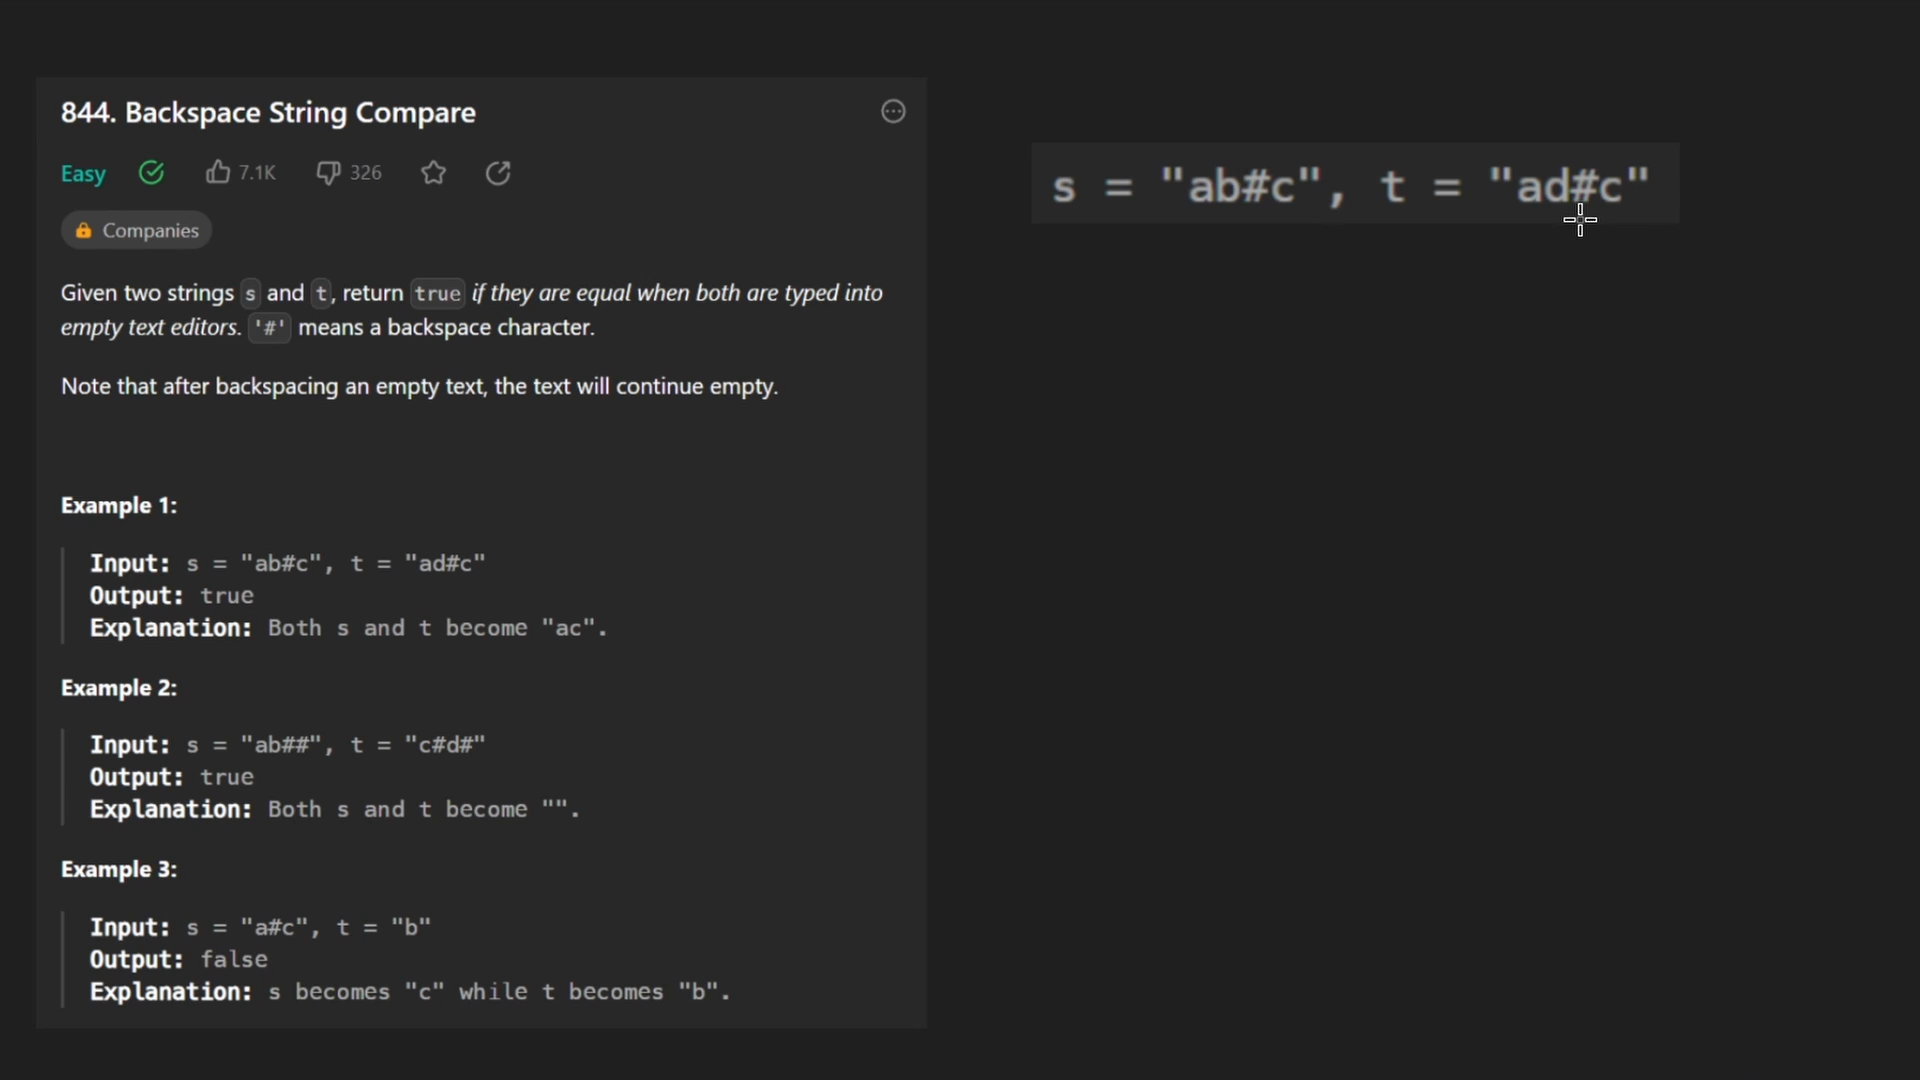 844. Backspace String Compare
Easy 7.1K 326
Companies
Given two strings s and t, return true if they are equal when both are typed into
empty text editors. '#' means a backspace character.
Note that after backspacing an empty text, the text will continue empty.
Example 1:
Input: s = "ab#c", t = "ad#c"
Output: true
Explanation: Both s and t become "ac".
Example 2:
Input: s = "ab##", t = "c#d#"
Output: true
Explanation: Both s and t become "".
Example 3:
Input: s = "a#c", t = "b"
Output: false
Explanation: s becomes "c" while t becomes "b".
s = "ab#c", t = "ad#c"